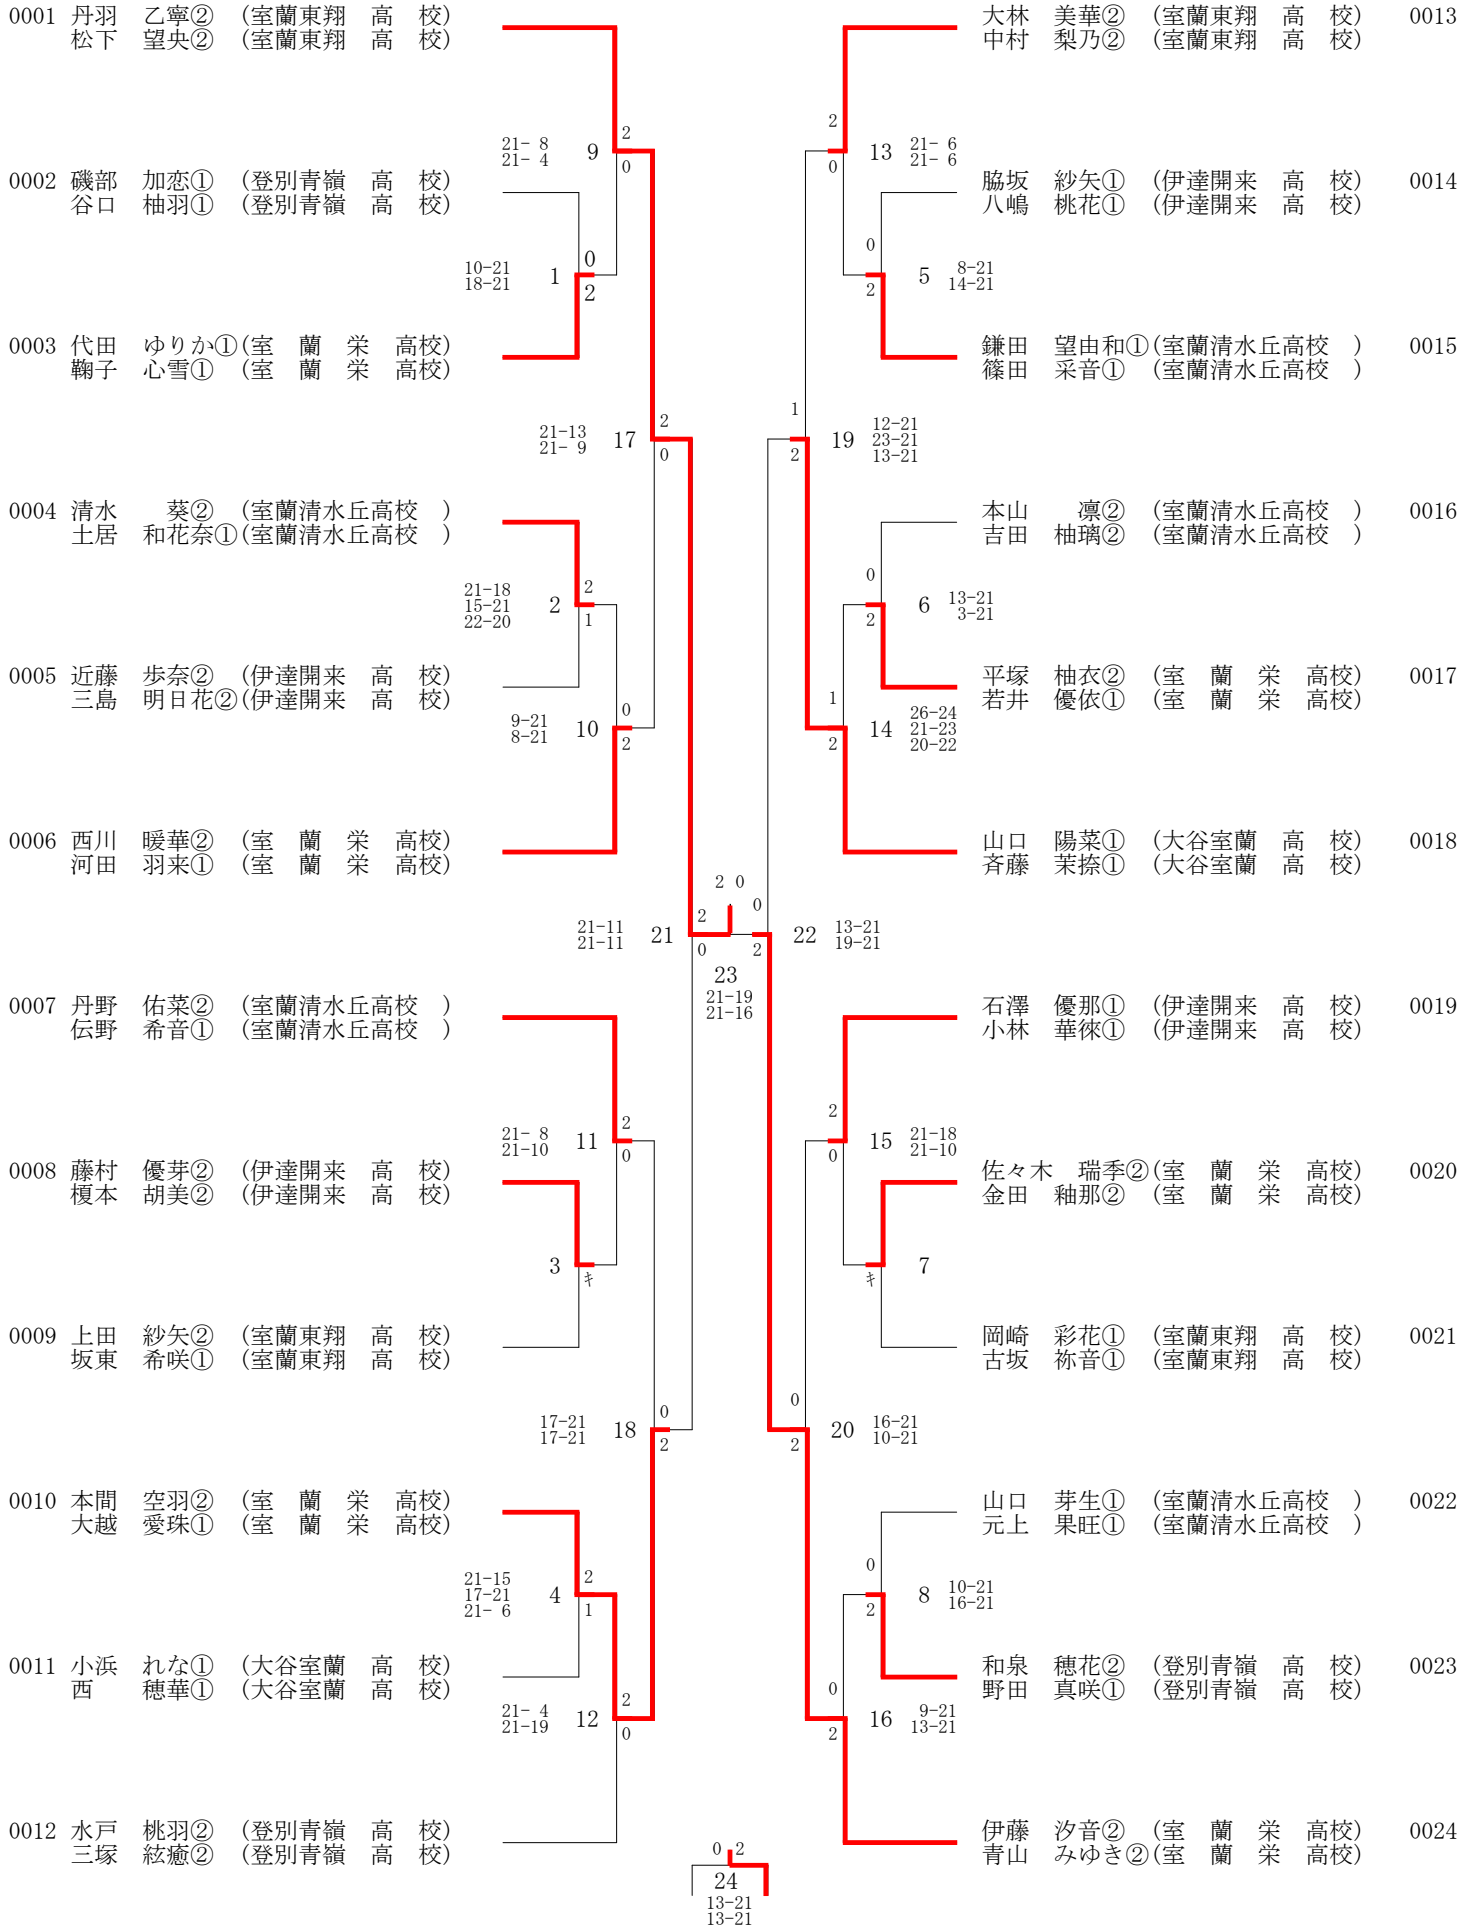 0001 丹羽　乙寧②　(室蘭東翔　高　校)
松下　望央②　(室蘭東翔　高　校)
21- 8
21- 4
9
2
0
0002 磯部　加恋①　(登別青嶺　高　校)
谷口　柚羽①　(登別青嶺　高　校)
10-21
18-21
1
0
2
0003 代田　ゆりか①(室　蘭　栄　高校)
鞠子　心雪①　(室　蘭　栄　高校)
21-13
21- 9
17
2
0
0004 清水　　葵②　(室蘭清水丘高校　)
土居　和花奈①(室蘭清水丘高校　)
21-18
15-21
22-20
2
2
1
0005 近藤　歩奈②　(伊達開来　高　校)
三島　明日花②(伊達開来　高　校)
9-21
8-21
10
0
2
0006 西川　暖華②　(室　蘭　栄　高校)
河田　羽来①　(室　蘭　栄　高校)
21-11
21-11
21
2
0
0007 丹野　佑菜②　(室蘭清水丘高校　)
伝野　希音①　(室蘭清水丘高校　)
21- 8
21-10
11
2
0
0008 藤村　優芽②　(伊達開来　高　校)
榎本　胡美②　(伊達開来　高　校)
3
キ
0009 上田　紗矢②　(室蘭東翔　高　校)
坂東　希咲①　(室蘭東翔　高　校)
17-21
17-21
18
0
2
0010 本間　空羽②　(室　蘭　栄　高校)
大越　愛珠①　(室　蘭　栄　高校)
21-15
17-21
21- 6
4
2
1
0011 小浜　れな①　(大谷室蘭　高　校)
西　　穂華①　(大谷室蘭　高　校)
21- 4
21-19
12
2
0
0012 水戸　桃羽②　(登別青嶺　高　校)
三塚　絃癒②　(登別青嶺　高　校)
2 0
23
21-19
21-16
0 2
24
13-21
13-21
大林　美華②　(室蘭東翔　高　校) 0013
中村　梨乃②　(室蘭東翔　高　校)
2
0
13
21- 6
21- 6
脇坂　紗矢①　(伊達開来　高　校) 0014
八嶋　桃花①　(伊達開来　高　校)
0
2
5
8-21
14-21
鎌田　望由和①(室蘭清水丘高校　) 0015
篠田　采音①　(室蘭清水丘高校　)
1
2
19
12-21
23-21
13-21
本山　　凛②　(室蘭清水丘高校　) 0016
吉田　柚璃②　(室蘭清水丘高校　)
0
2
6
13-21
3-21
平塚　柚衣②　(室　蘭　栄　高校) 0017
若井　優依①　(室　蘭　栄　高校)
1
2
14
26-24
21-23
20-22
山口　陽菜①　(大谷室蘭　高　校) 0018
斉藤　茉捺①　(大谷室蘭　高　校)
0
2
22
13-21
19-21
石澤　優那①　(伊達開来　高　校) 0019
小林　華徠①　(伊達開来　高　校)
2
0
15
21-18
21-10
佐々木　瑞季②(室　蘭　栄　高校) 0020
金田　釉那②　(室　蘭　栄　高校)
キ
7
岡崎　彩花①　(室蘭東翔　高　校) 0021
古坂　祢音①　(室蘭東翔　高　校)
0
2
20
16-21
10-21
山口　芽生①　(室蘭清水丘高校　) 0022
元上　果旺①　(室蘭清水丘高校　)
0
2
8
10-21
16-21
和泉　穂花②　(登別青嶺　高　校) 0023
野田　真咲①　(登別青嶺　高　校)
0
2
16
9-21
13-21
伊藤　汐音②　(室　蘭　栄　高校) 0024
青山　みゆき②(室　蘭　栄　高校)